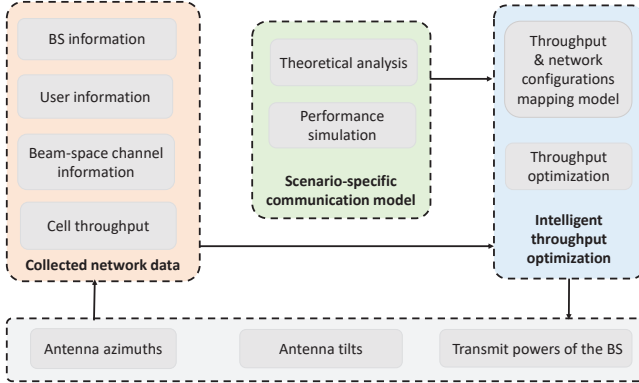 BS information
User information
Beam-space channel
information
Cell throughput
Collected network data
Theoretical analysis
Performance
simulation
Scenario-specific
communication model
Throughput
& network
configurations
mapping model
Throughput
optimization
Intelligent
throughput
optimization
Antenna azimuths
Antenna tilts
Transmit powers of the BS